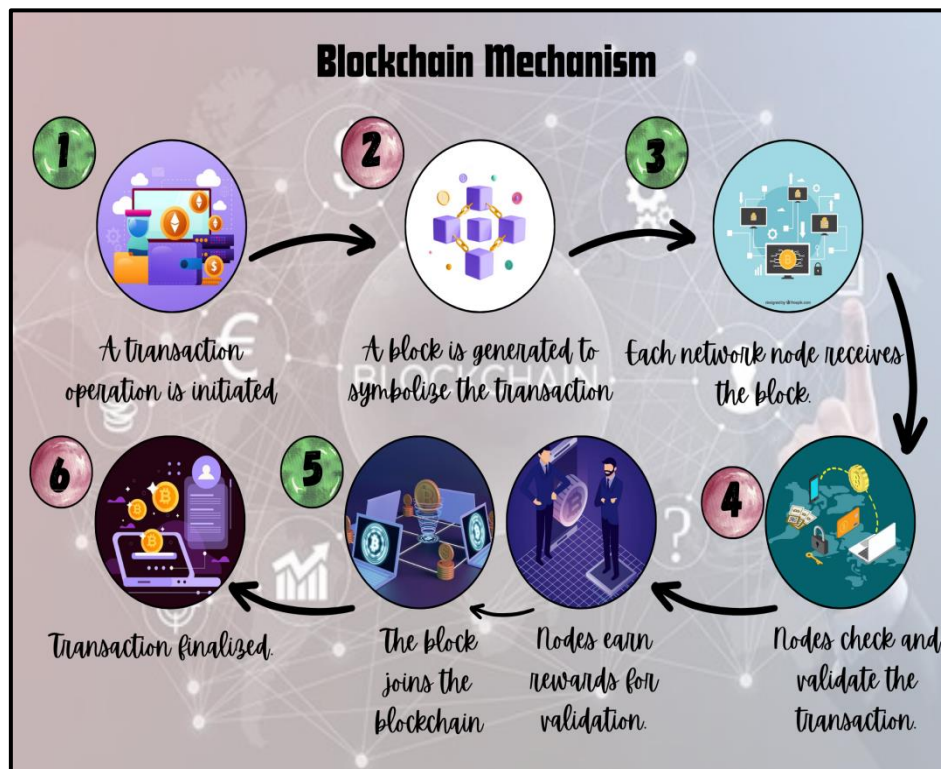 Blockchain Mechanism
1
2
3
A transaction
operation is initiated
A block is generated to
symbolize the transaction
Each network node receives
the block.
BLOCKCHAIN
6
5
4
Transaction finalized.
The block
joins the
blockchain
Nodes earn
rewards for
validation.
Nodes check and
validate the
transaction.